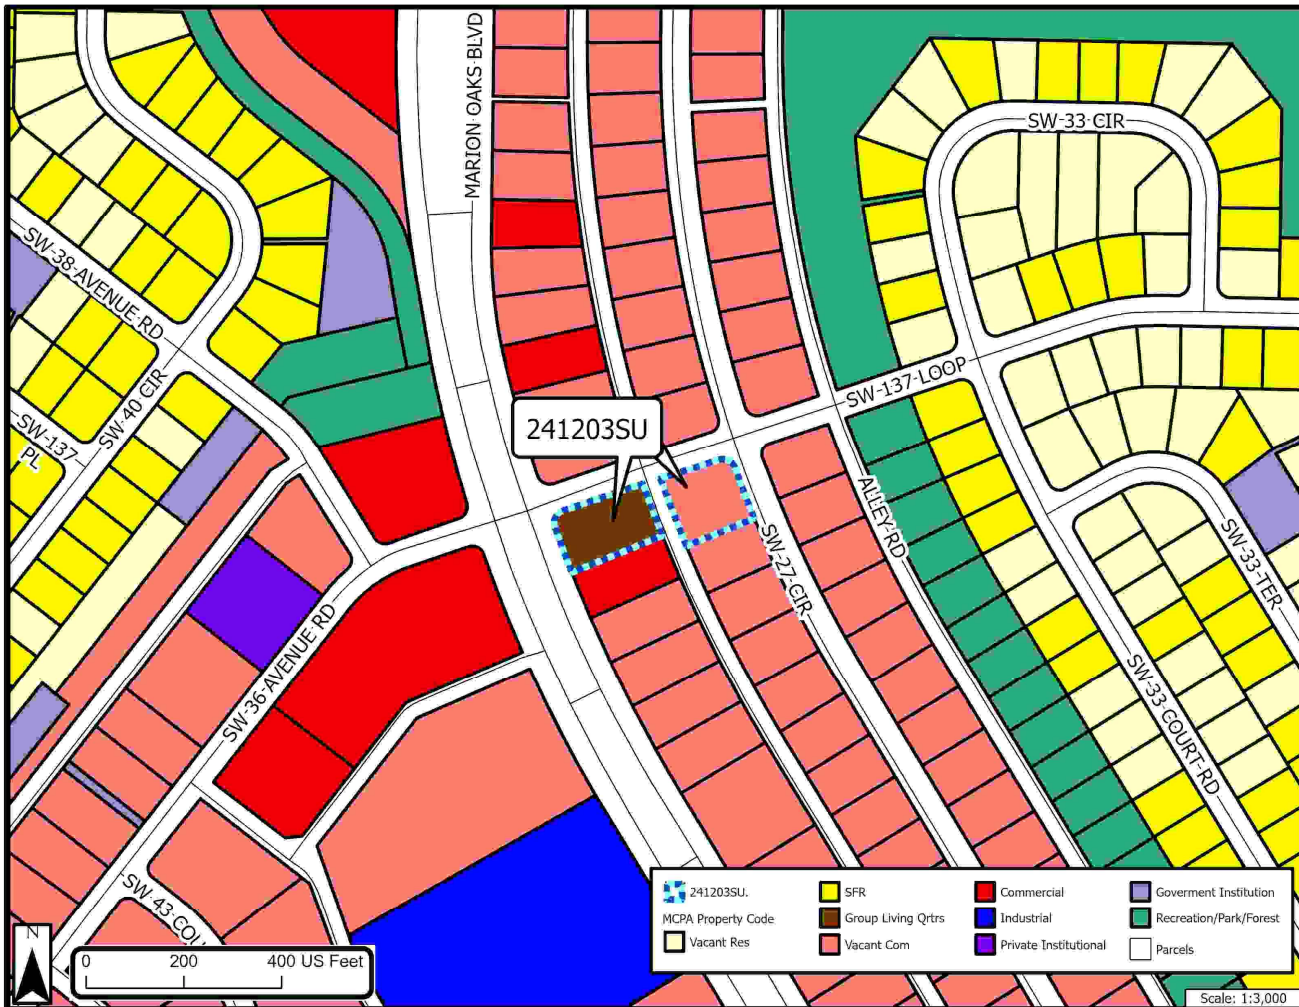 MARION OAKS BLVD
SW 33 CIR
SW 38 AVENUE RD
SW 137 LOOP
SW 40 CIR
SW 137
PL
241203SU
ALLEY RD
SW 27 CIR
SW 33 TER
SW 36 AVENUE RD
SW 33 COURT RD
SW 43 COU
N
0 200 400 US Feet
241203SU.
MCPA Property Code
Vacant Res
SFR
Group Living Qrtrs
Vacant Com
Commercial
Industrial
Private Institutional
Goverment Institution
Recreation/Park/Forest
Parcels
Scale: 1:3,000